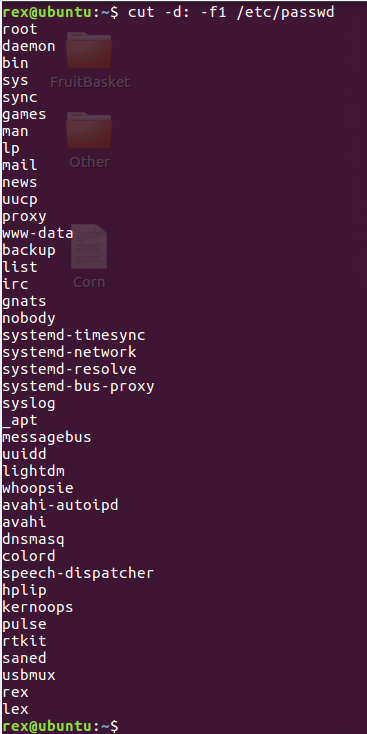 rex@ubuntu:~$ cut -d: -f1 /etc/passwd
root
daemon
bin
sys
FruitBasket
sync
games
man
lp
Other
mail
news
uucp
proxy
www-data
backup
list
Corn
irc
gnats
nobody
systemd-timesync
systemd-network
systemd-resolve
systemd-bus-proxy
syslog
_apt
messagebus
uuidd
lightdm
whoopsie
avahi-autoipd
avahi
dnsmasq
colord
speech-dispatcher
hplip
kernoops
pulse
rtkit
saned
usbmux
rex
lex
rex@ubuntu:~$